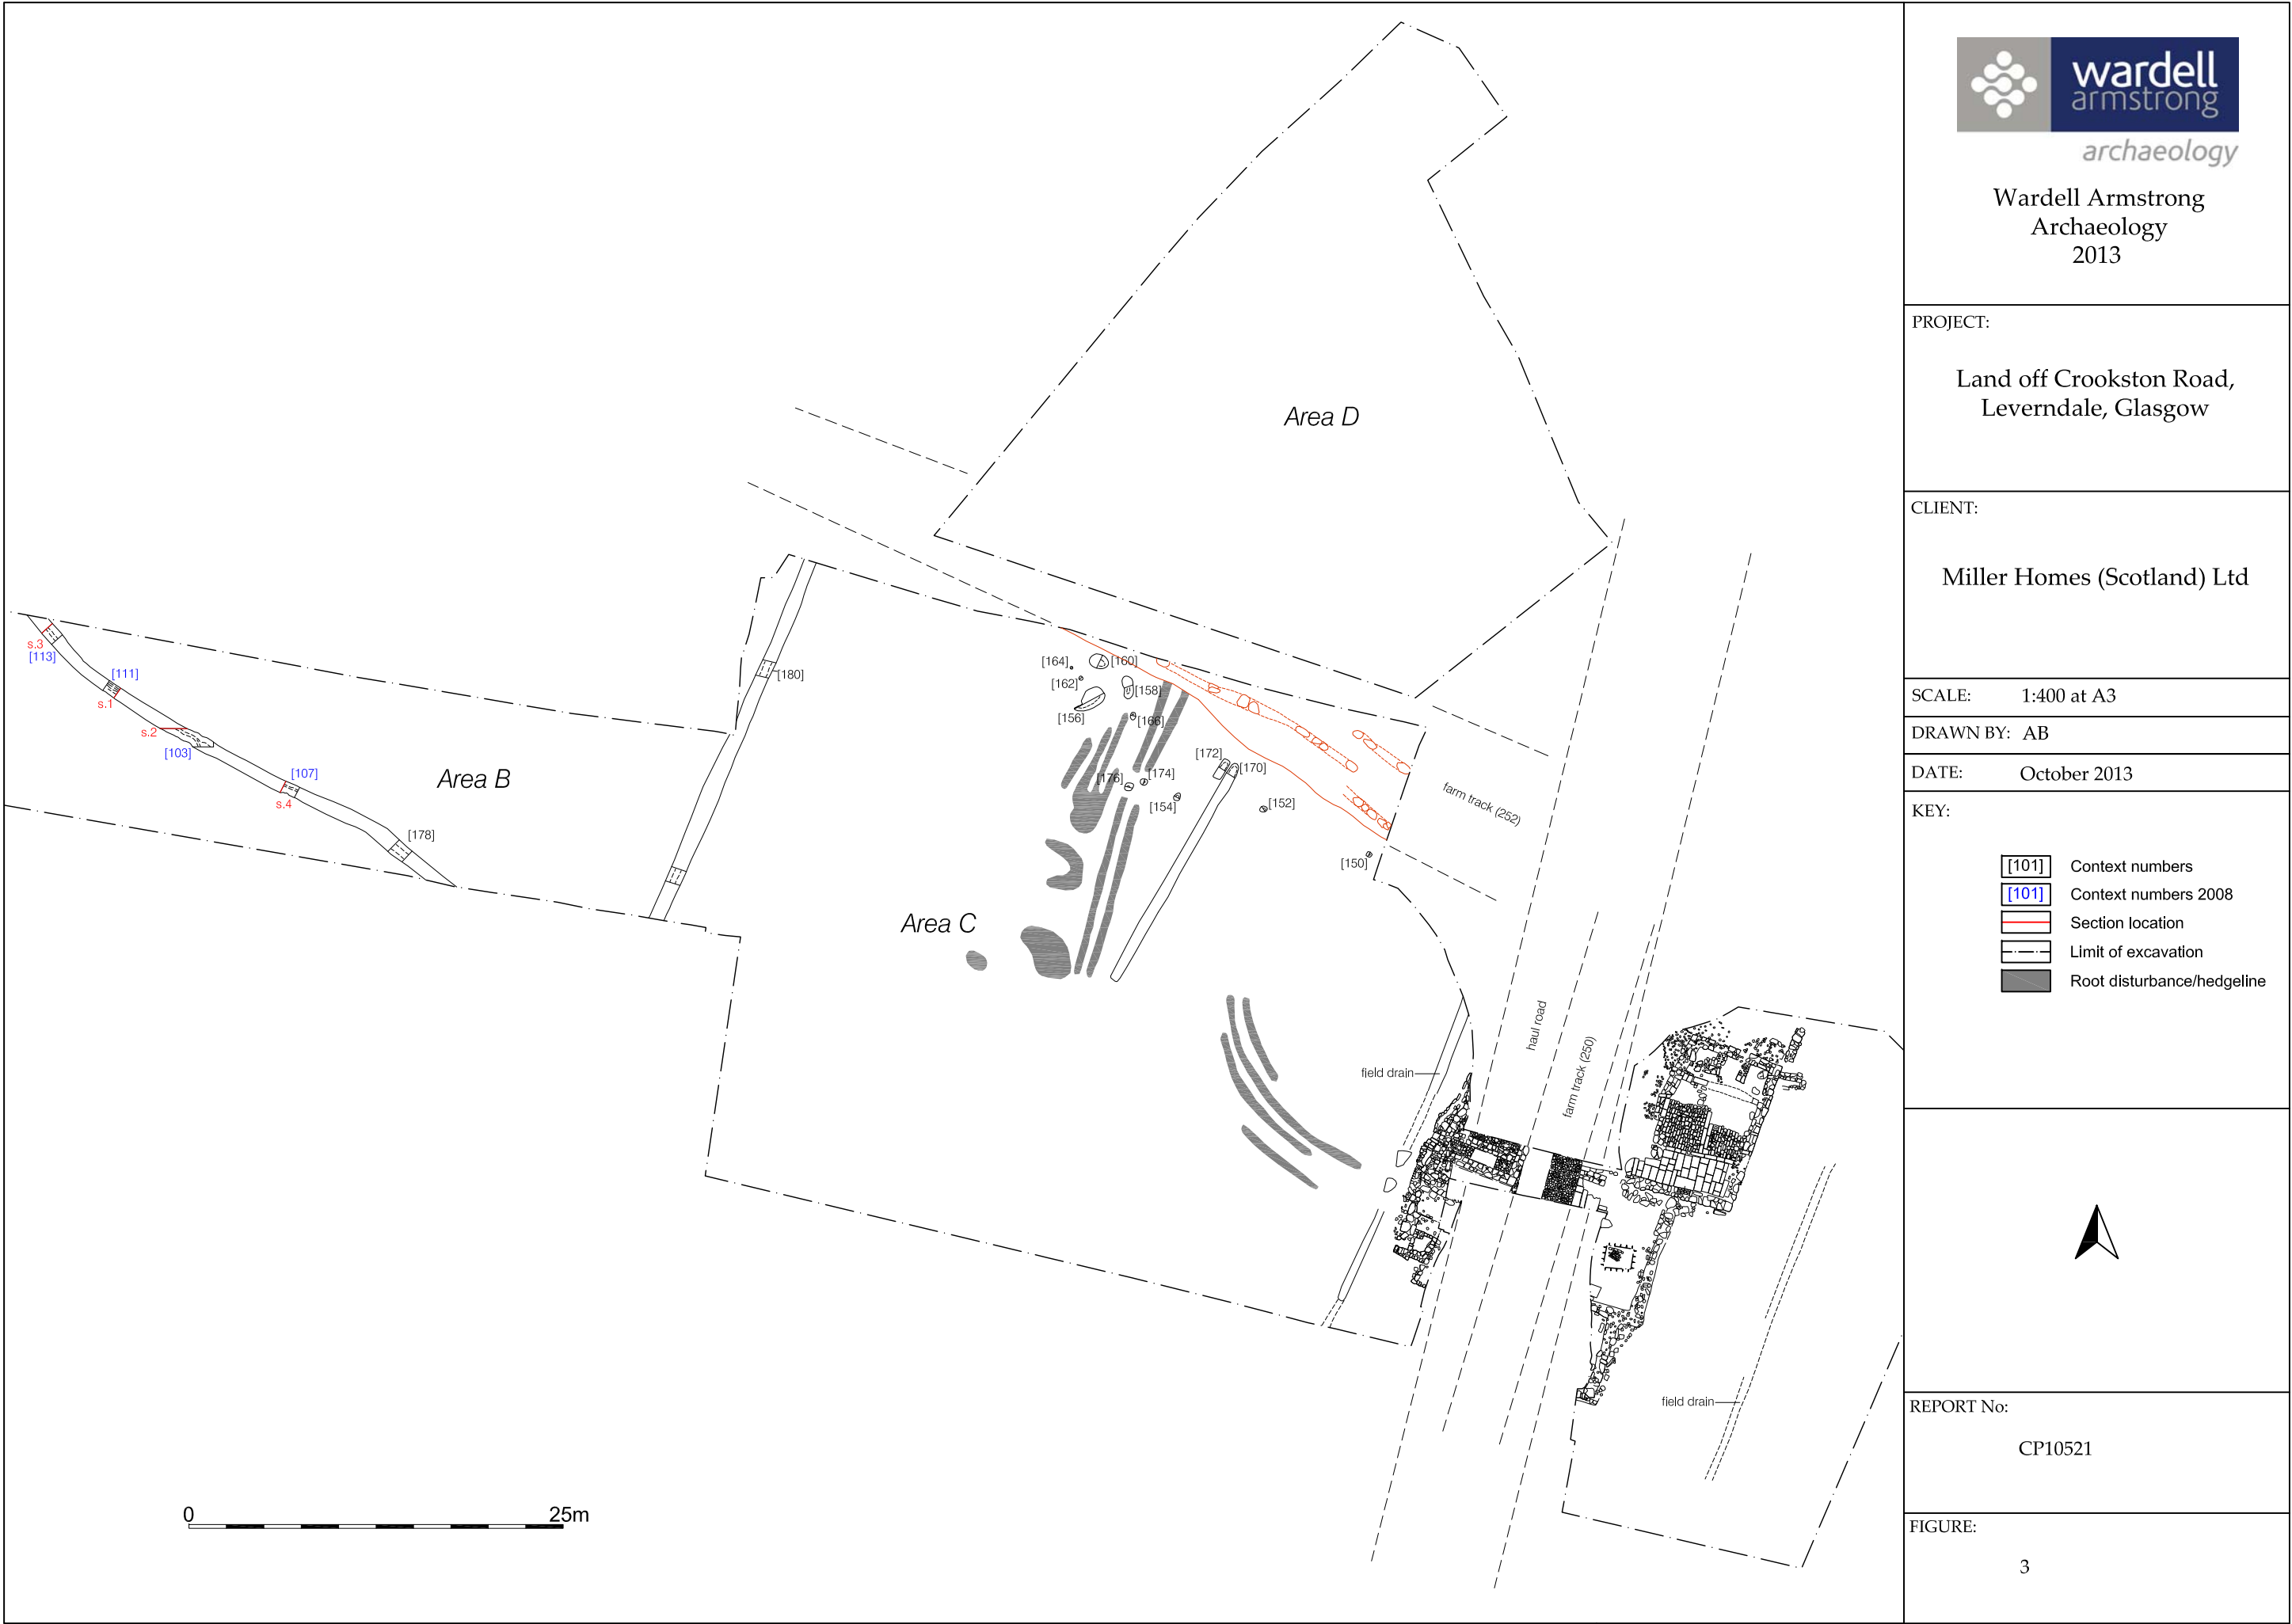 Area D
Area B
Area C
s.3
[113]
[111]
s.1
s.2
[103]
[107]
s.4
[178]
[180]
[164]
[160]
[162]
[158]
[156]
[166]
[172]
[170]
[176]
[174]
[154]
[152]
[150]
farm track (252)
haul road
farm track (250)
field drain
field drain
0 25m
wardell
armstrong
archaeology
Wardell Armstrong
Archaeology
2013
PROJECT:
Land off Crookston Road,
Leverndale, Glasgow
CLIENT:
Miller Homes (Scotland) Ltd
SCALE: 1:400 at A3
DRAWN BY: AB
DATE: October 2013
KEY:
[101] Context numbers
[101] Context numbers 2008
Section location
Limit of excavation
Root disturbance/hedgeline
REPORT No:
CP10521
FIGURE:
3